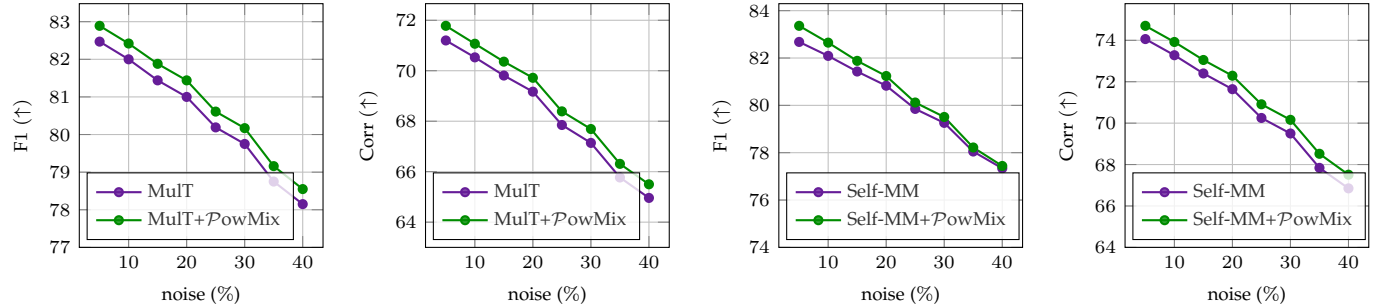 83
82
81
80
79
78
77
F1 (↑)
MulT
MulT+𝒫owMix
10
20
30
40
noise (%)
72
70
68
66
64
Corr (↑)
MulT
MulT+𝒫owMix
10
20
30
40
noise (%)
84
82
80
78
76
74
F1 (↑)
Self-MM
Self-MM+𝒫owMix
10
20
30
40
noise (%)
74
72
70
68
66
64
Corr (↑)
Self-MM
Self-MM+𝒫owMix
10
20
30
40
noise (%)